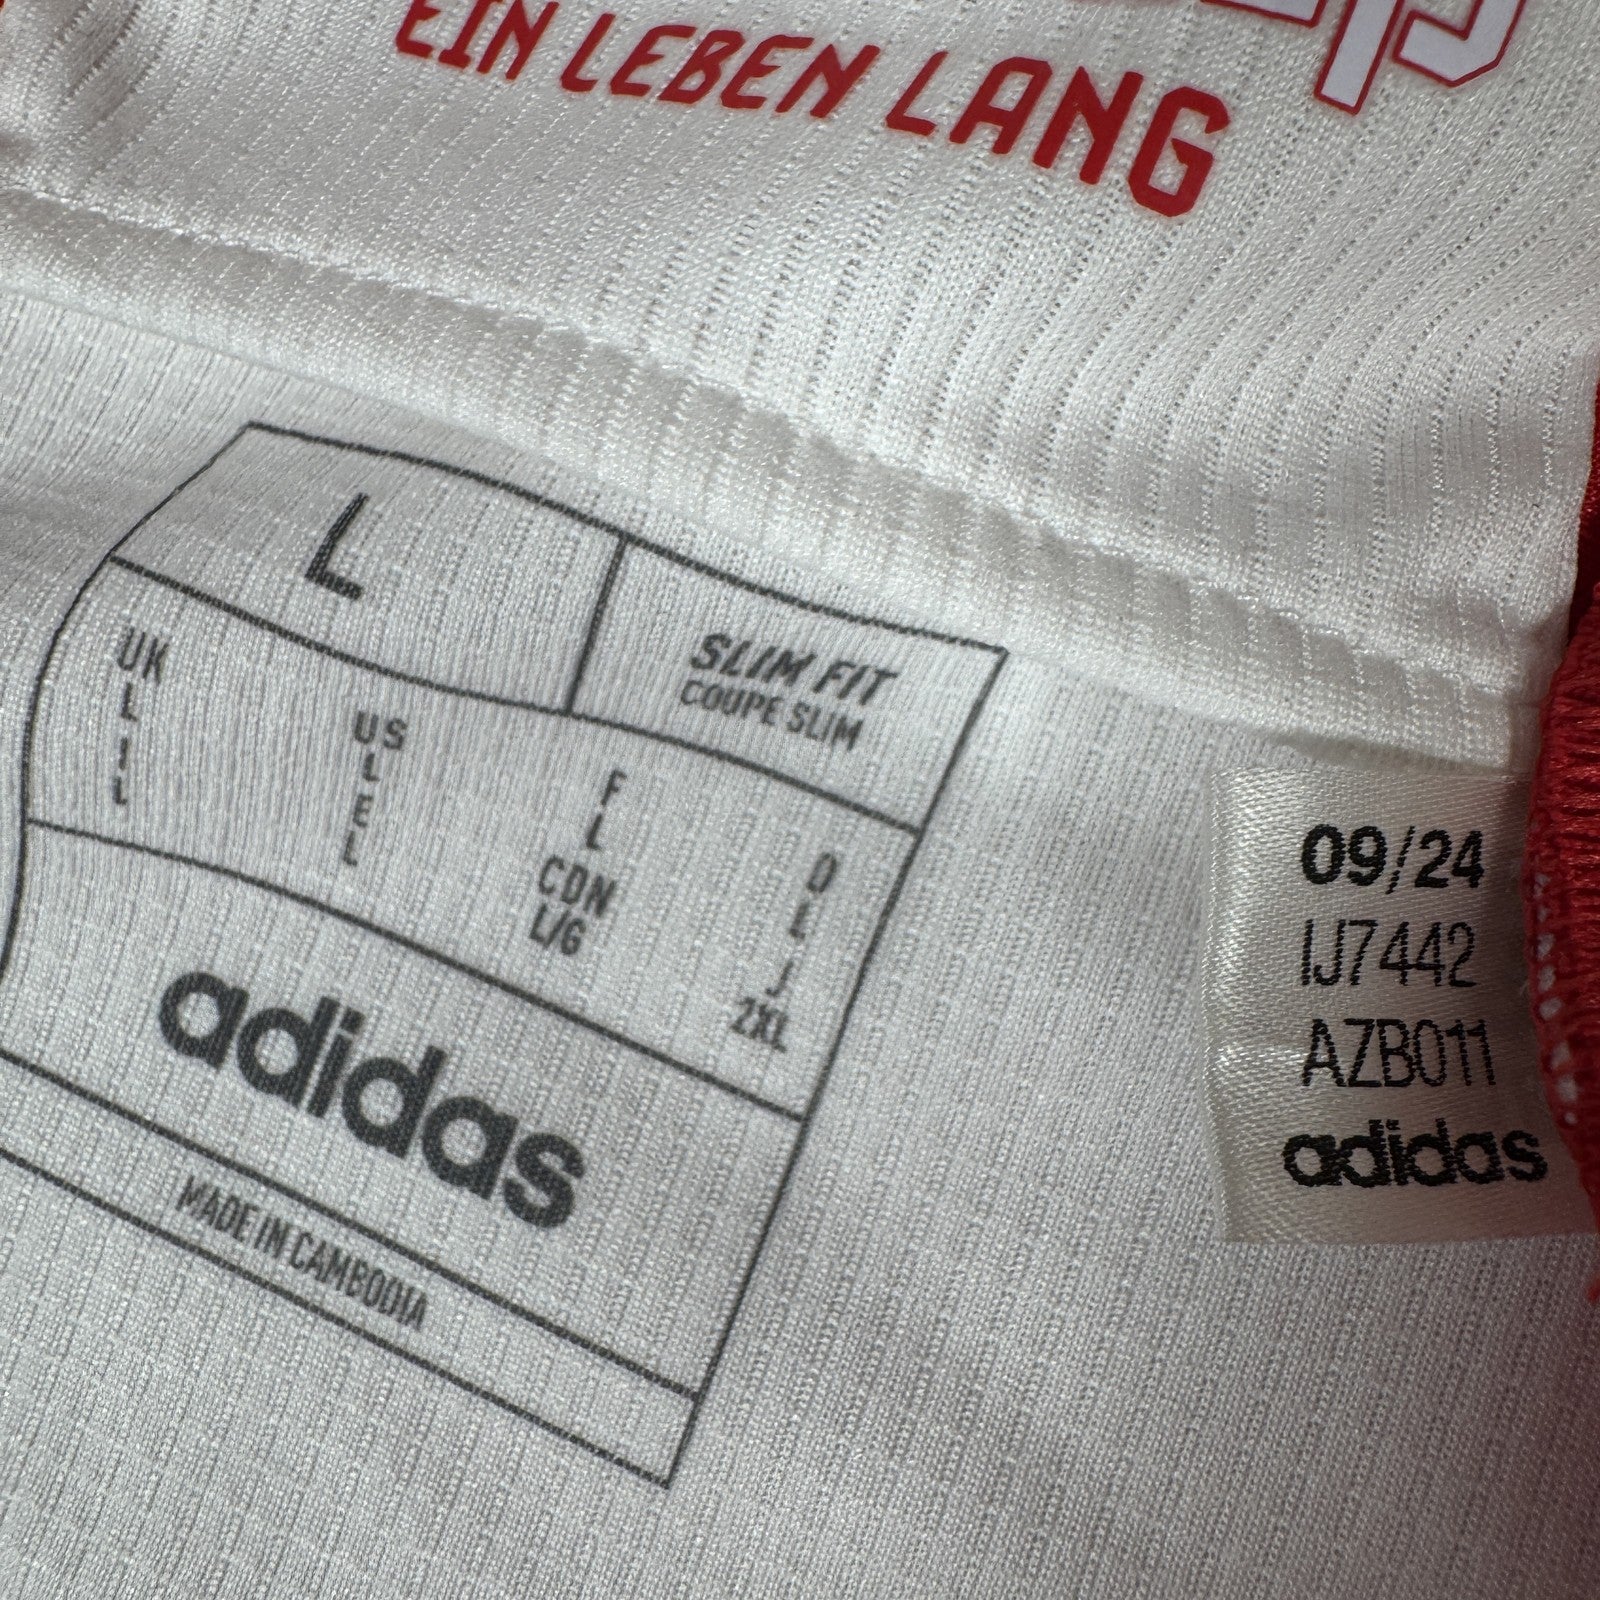 EIN LEBEN LANG
L
SLIM FIT
COUPE SLIM
UK
L
IL
L
US
L
E
L
F
L
CDN
L/G
D
L
J
2XL
adidas
MADE IN CAMBODIA
09/24
IJ7442
AZB011
adidas